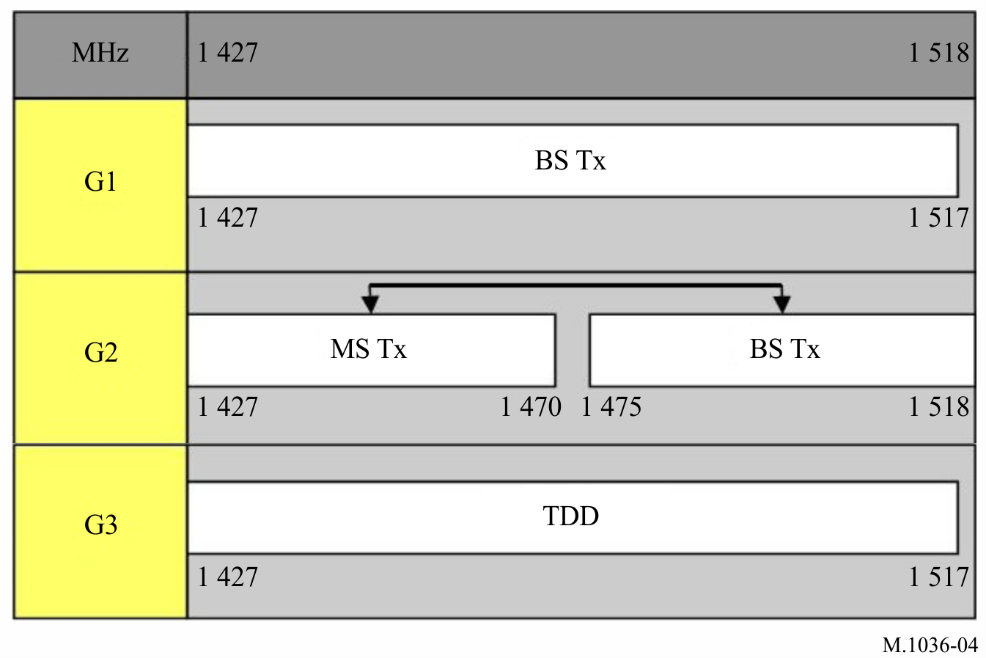 MHz 1 427 1 518
G1 BS Tx
1 427 1 517
G2 MS Tx BS Tx
1 427 1 470 1 475 1 518
G3 TDD
1 427 1 517
M.1036-04